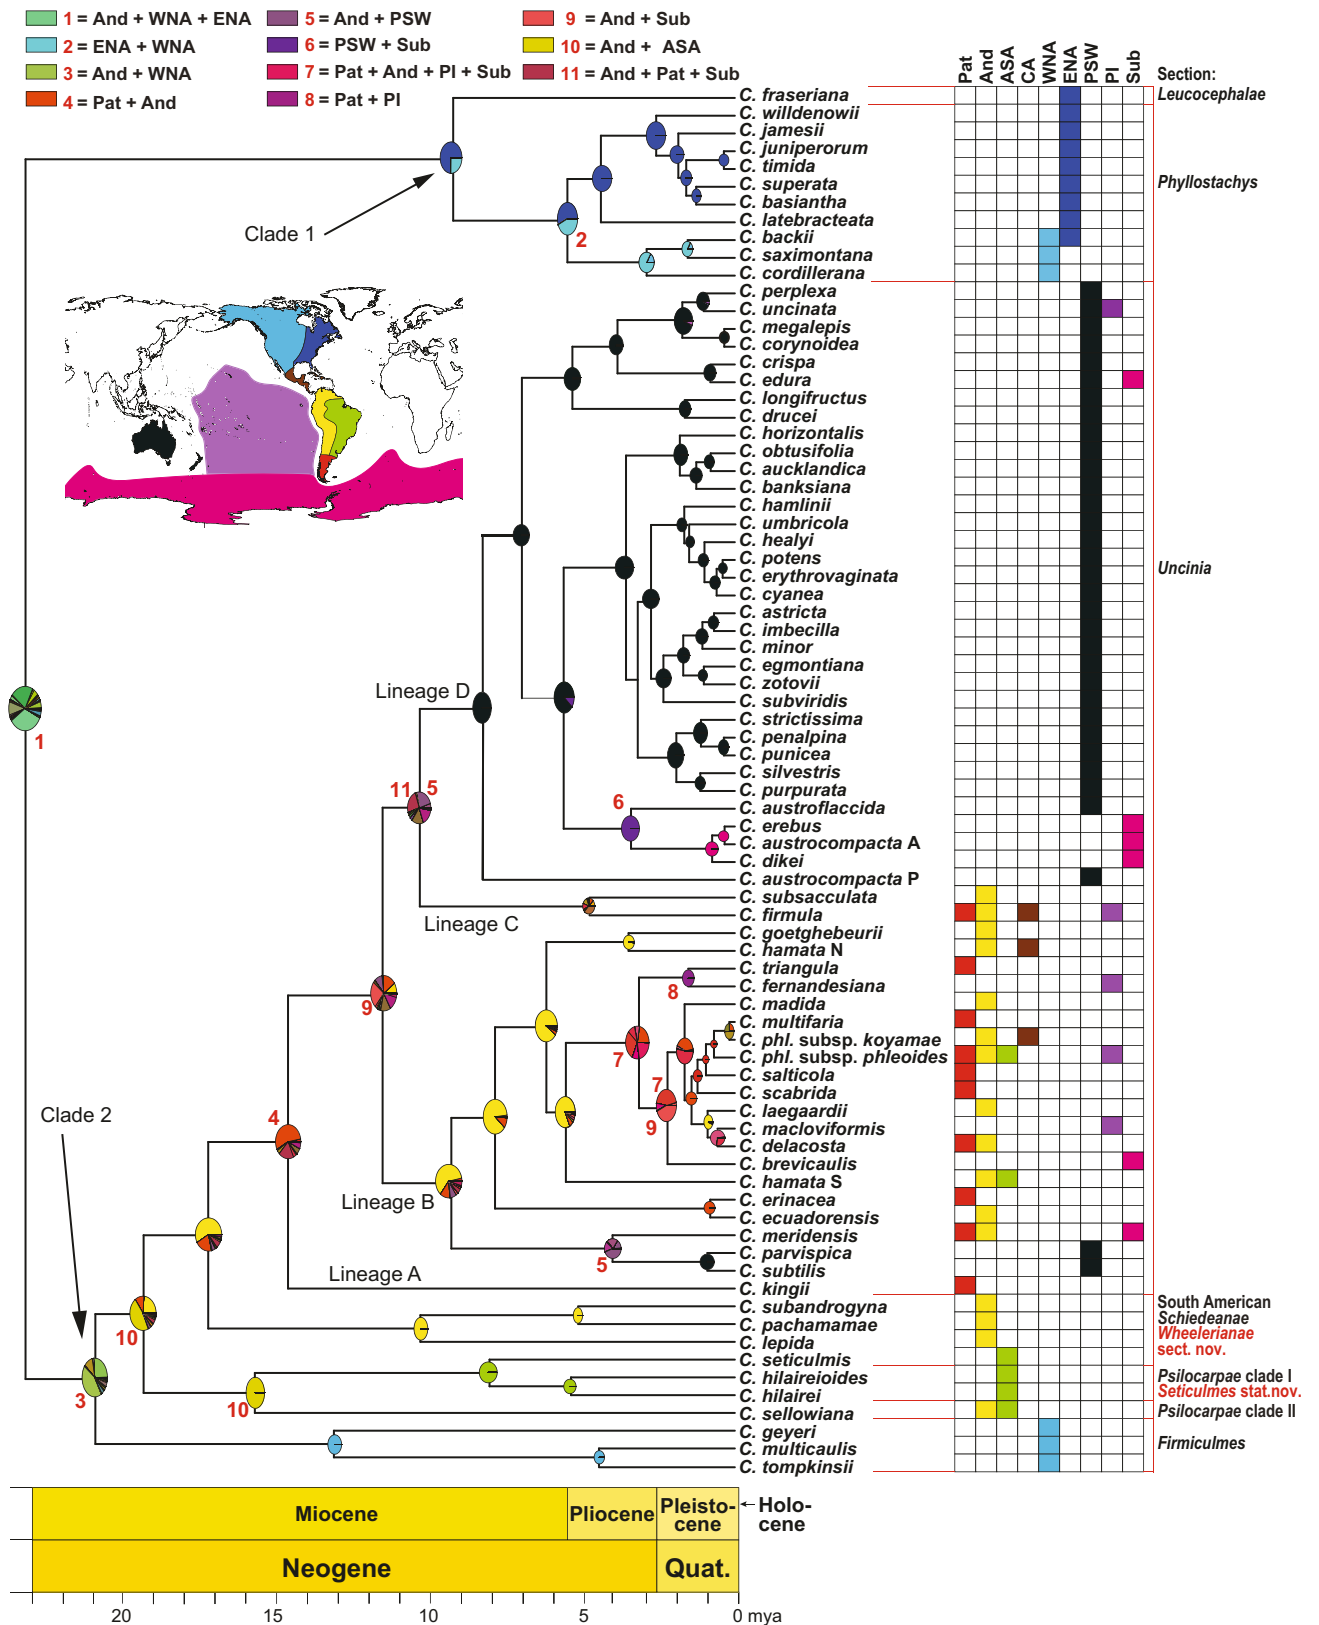 1 = And + WNA + ENA
2 = ENA + WNA
3 = And + WNA
4 = Pat + And
5 = And + PSW
6 = PSW + Sub
7 = Pat + And + PI + Sub
8 = Pat + PI
9 = And + Sub
10 = And + ASA
11 = And + Pat + Sub
Pat
And
ASA
CA
WNA
ENA
PSW
PI
Sub
Section:
C. fraseriana
C. willdenowii
C. jamesii
C. juniperorum
C. timida
C. superata
C. basiantha
C. latebracteata
C. backii
C. saximontana
C. cordillerana
C. perplexa
C. uncinata
C. megalepis
C. corynoidea
C. crispa
C. edura
C. longifructus
C. drucei
C. horizontalis
C. obtusifolia
C. aucklandica
C. banksiana
C. hamlinii
C. umbricola
C. healyi
C. potens
C. erythrovaginata
C. cyanea
C. astricta
C. imbecilla
C. minor
C. egmontiana
C. zotovii
C. subviridis
C. strictissima
C. penalpina
C. punicea
C. silvestris
C. purpurata
C. austroflaccida
C. erebus
C. austrocompacta A
C. dikei
C. austrocompacta P
C. subsacculata
C. firmula
C. goetghebeurii
C. hamata N
C. triangula
C. fernandesiana
C. madida
C. multifaria
C. phl. subsp. koyamae
C. phl. subsp. phleoides
C. salticola
C. scabrida
C. laegaardii
C. macloviformis
C. delacosta
C. brevicaulis
C. hamata S
C. erinacea
C. ecuadorensis
C. meridensis
C. parvispica
C. subtilis
C. kingii
C. subandrogyna
C. pachamamae
C. lepida
C. seticulmis
C. hilaireioides
C. hilairei
C. sellowiana
C. geyeri
C. multicaulis
C. tompkinsii
Leucocephalae
Phyllostachys
Uncinia
South American
Schiedeanae
Wheelerianae
sect. nov.
Psilocarpae clade I
Seticulmes stat.nov.
Psilocarpae clade II
Firmiculmes
Clade 1
2
Lineage D
1
11
5
6
Lineage C
9
8
7
7
9
4
Clade 2
Lineage B
5
Lineage A
10
3
10
Miocene
Pliocene
Pleisto-
cene
Holo-
cene
Neogene
Quat.
20
15
10
5
0 mya